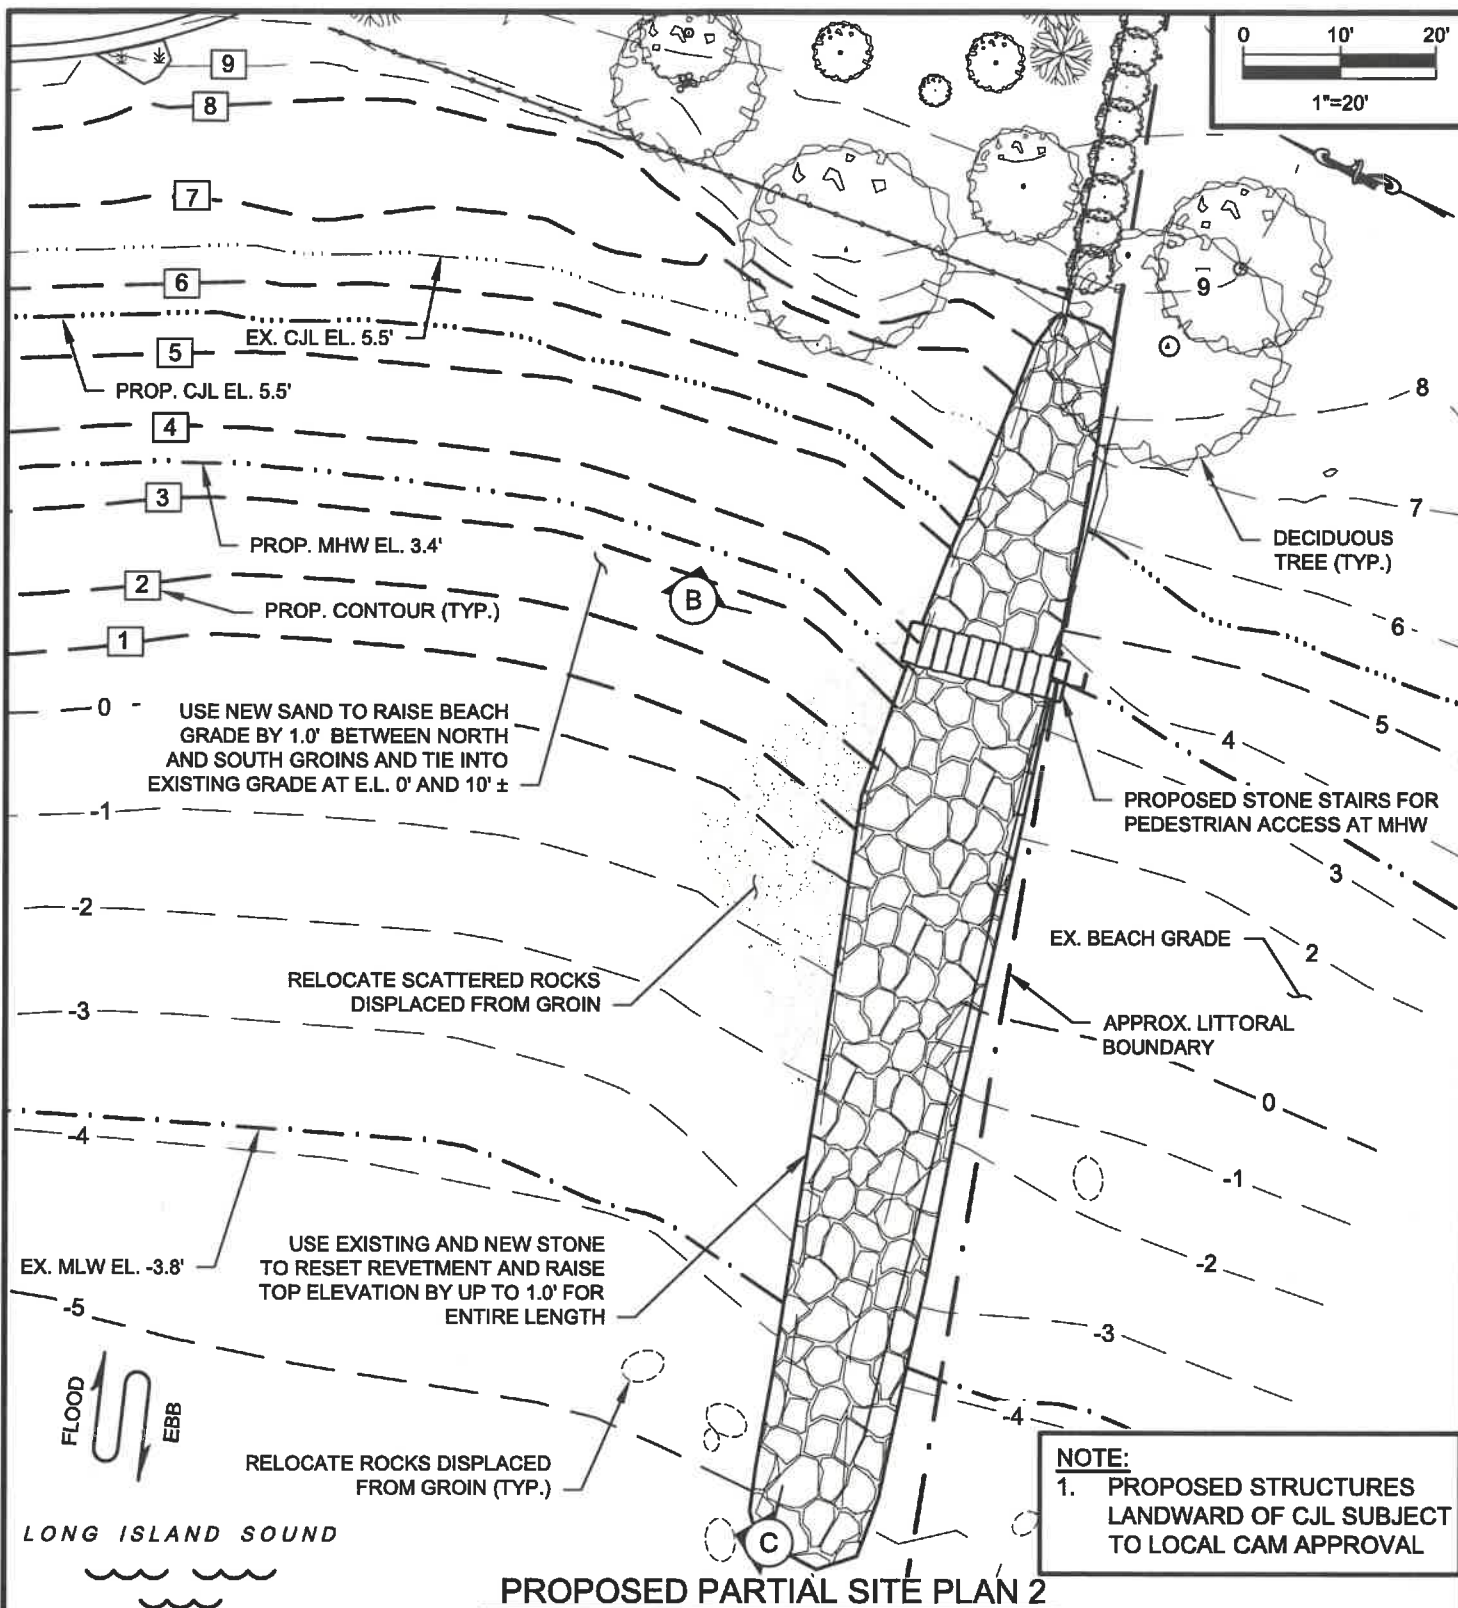 0 10' 20'
1"=20'
9
8
7
6
EX. CJL EL. 5.5'
5
PROP. CJL EL. 5.5'
4
3
PROP. MHW EL. 3.4'
2
PROP. CONTOUR (TYP.)
1
B
0
USE NEW SAND TO RAISE BEACH
GRADE BY 1.0' BETWEEN NORTH
AND SOUTH GROINS AND TIE INTO
EXISTING GRADE AT E.L. 0' AND 10' ±
-1
-2
RELOCATE SCATTERED ROCKS
DISPLACED FROM GROIN
-3
-4
EX. MLW EL. -3.8'
USE EXISTING AND NEW STONE
TO RESET REVETMENT AND RAISE
TOP ELEVATION BY UP TO 1.0' FOR
ENTIRE LENGTH
-5
FLOOD
EBB
RELOCATE ROCKS DISPLACED
FROM GROIN (TYP.)
LONG ISLAND SOUND
C
9
8
7
DECIDUOUS
TREE (TYP.)
6
5
4
PROPOSED STONE STAIRS FOR
PEDESTRIAN ACCESS AT MHW
3
EX. BEACH GRADE
2
APPROX. LITTORAL
BOUNDARY
0
-1
-2
-3
-4
NOTE:
1. PROPOSED STRUCTURES
LANDWARD OF CJL SUBJECT
TO LOCAL CAM APPROVAL
PROPOSED PARTIAL SITE PLAN 2